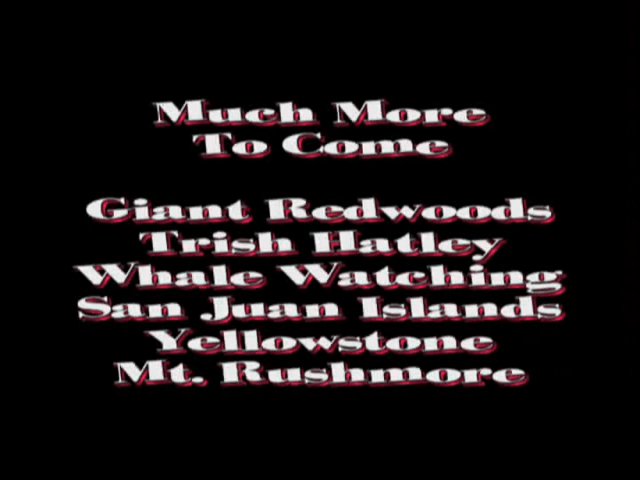 Much More
To Come
Giant Redwoods
Trish Hatley
Whale Watching
San Juan Islands
Yellowstone
Mt. Rushmore